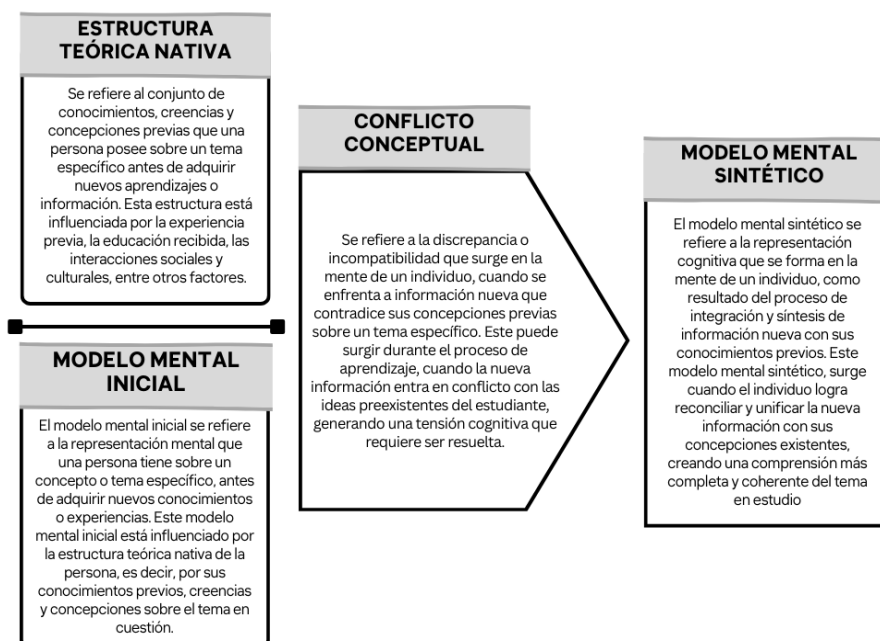 ESTRUCTURA
TEÓRICA NATIVA
Se refiere al conjunto de
conocimientos, creencias y
concepciones previas que una
persona posee sobre un tema
específico antes de adquirir
nuevos aprendizajes o
información. Esta estructura está
influenciada por la experiencia
previa, la educación recibida, las
interacciones sociales y
culturales, entre otros factores.
MODELO MENTAL
INICIAL
El modelo mental inicial se refiere
a la representación mental que
una persona tiene sobre un
concepto o tema específico, antes
de adquirir nuevos conocimientos
o experiencias. Este modelo
mental inicial está influenciado por
la estructura teórica nativa de la
persona, es decir, por sus
conocimientos previos, creencias
y concepciones sobre el tema en
cuestión.
CONFLICTO
CONCEPTUAL
Se refiere a la discrepancia o
incompatibilidad que surge en la
mente de un individuo, cuando se
enfrenta a información nueva que
contradice sus concepciones previas
sobre un tema específico. Este puede
surgir durante el proceso de
aprendizaje, cuando la nueva
información entra en conflicto con las
ideas preexistentes del estudiante,
generando una tensión cognitiva que
requiere ser resuelta.
MODELO MENTAL
SINTÉTICO
El modelo mental sintético se
refiere a la representación
cognitiva que se forma en la
mente de un individuo, como
resultado del proceso de
integración y síntesis de
información nueva con sus
conocimientos previos. Este
modelo mental sintético, surge
cuando el individuo logra
reconciliar y unificar la nueva
información con sus
concepciones existentes,
creando una comprensión más
completa y coherente del tema
en estudio